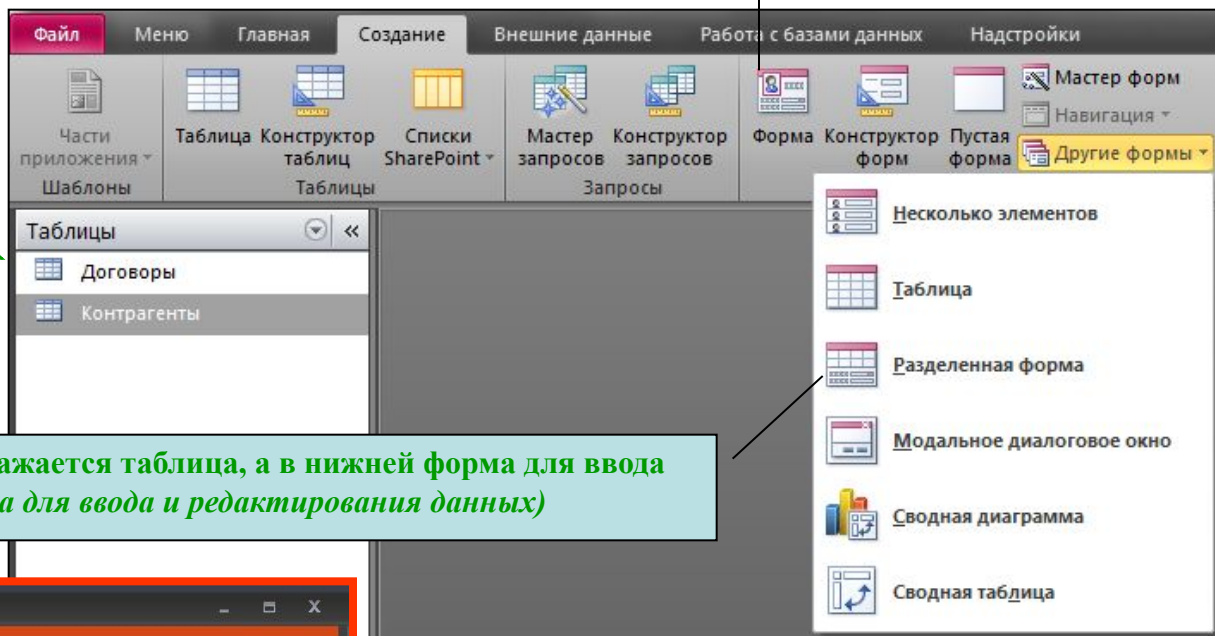 Файл Меню Главная Создание Внешние данные Работа с базами данных Надстройки
Части приложения
Шаблоны
Таблица
Конструктор таблиц
Списки SharePoint
Таблицы
Мастер запросов
Конструктор запросов
Запросы
Форма
Конструктор форм
Пустая форма
Мастер форм
Навигация
Другие формы
Таблицы
Договоры
Контрагенты
Несколько элементов
Таблица
Разделенная форма
Модальное диалоговое окно
Сводная диаграмма
Сводная таблица
ажается таблица, а в нижней форма для ввода
а для ввода и редактирования данных)